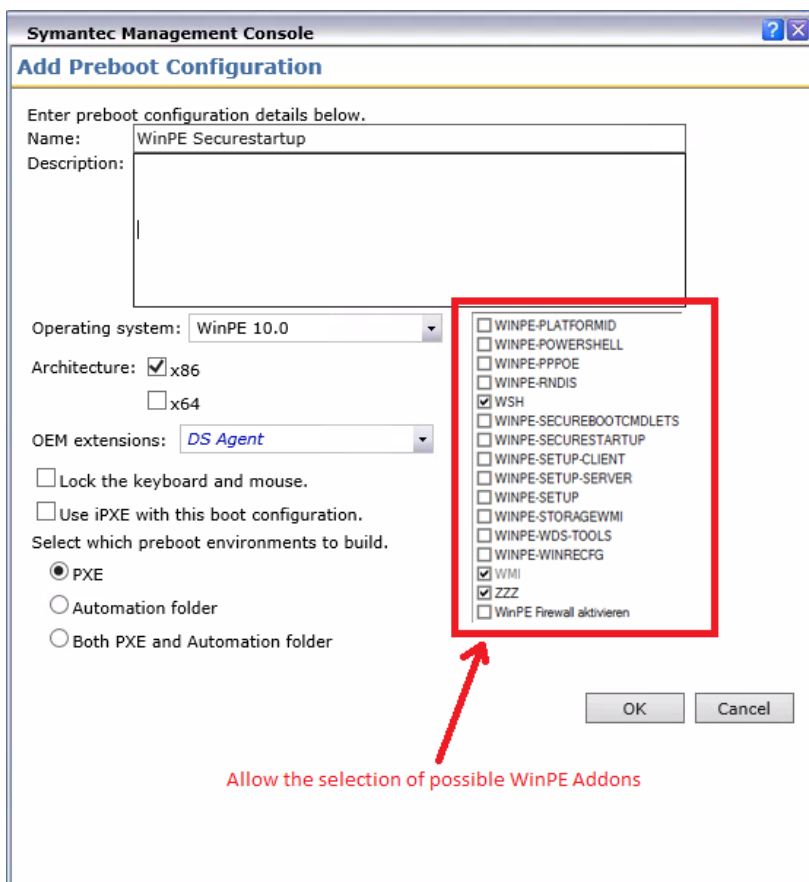 Symantec Management Console
?
Add Preboot Configuration
Enter preboot configuration details below.
Name: WinPE Securestartup
Description:
Operating system: WinPE 10.0
Architecture: x86
x64
OEM extensions: DS Agent
Lock the keyboard and mouse.
Use iPXE with this boot configuration.
Select which preboot environments to build.
PXE
Automation folder
Both PXE and Automation folder
WINPE-PLATFORMID
WINPE-POWERSHELL
WINPE-PPPOE
WINPE-RNDIS
WSH
WINPE-SECUREBOOTCMDLETS
WINPE-SECURESTARTUP
WINPE-SETUP-CLIENT
WINPE-SETUP-SERVER
WINPE-SETUP
WINPE-STORAGEWMI
WINPE-WDS-TOOLS
WINPE-WINRECFG
WMI
ZZZ
WinPE Firewall aktivieren
OK Cancel
Allow the selection of possible WinPE Addons